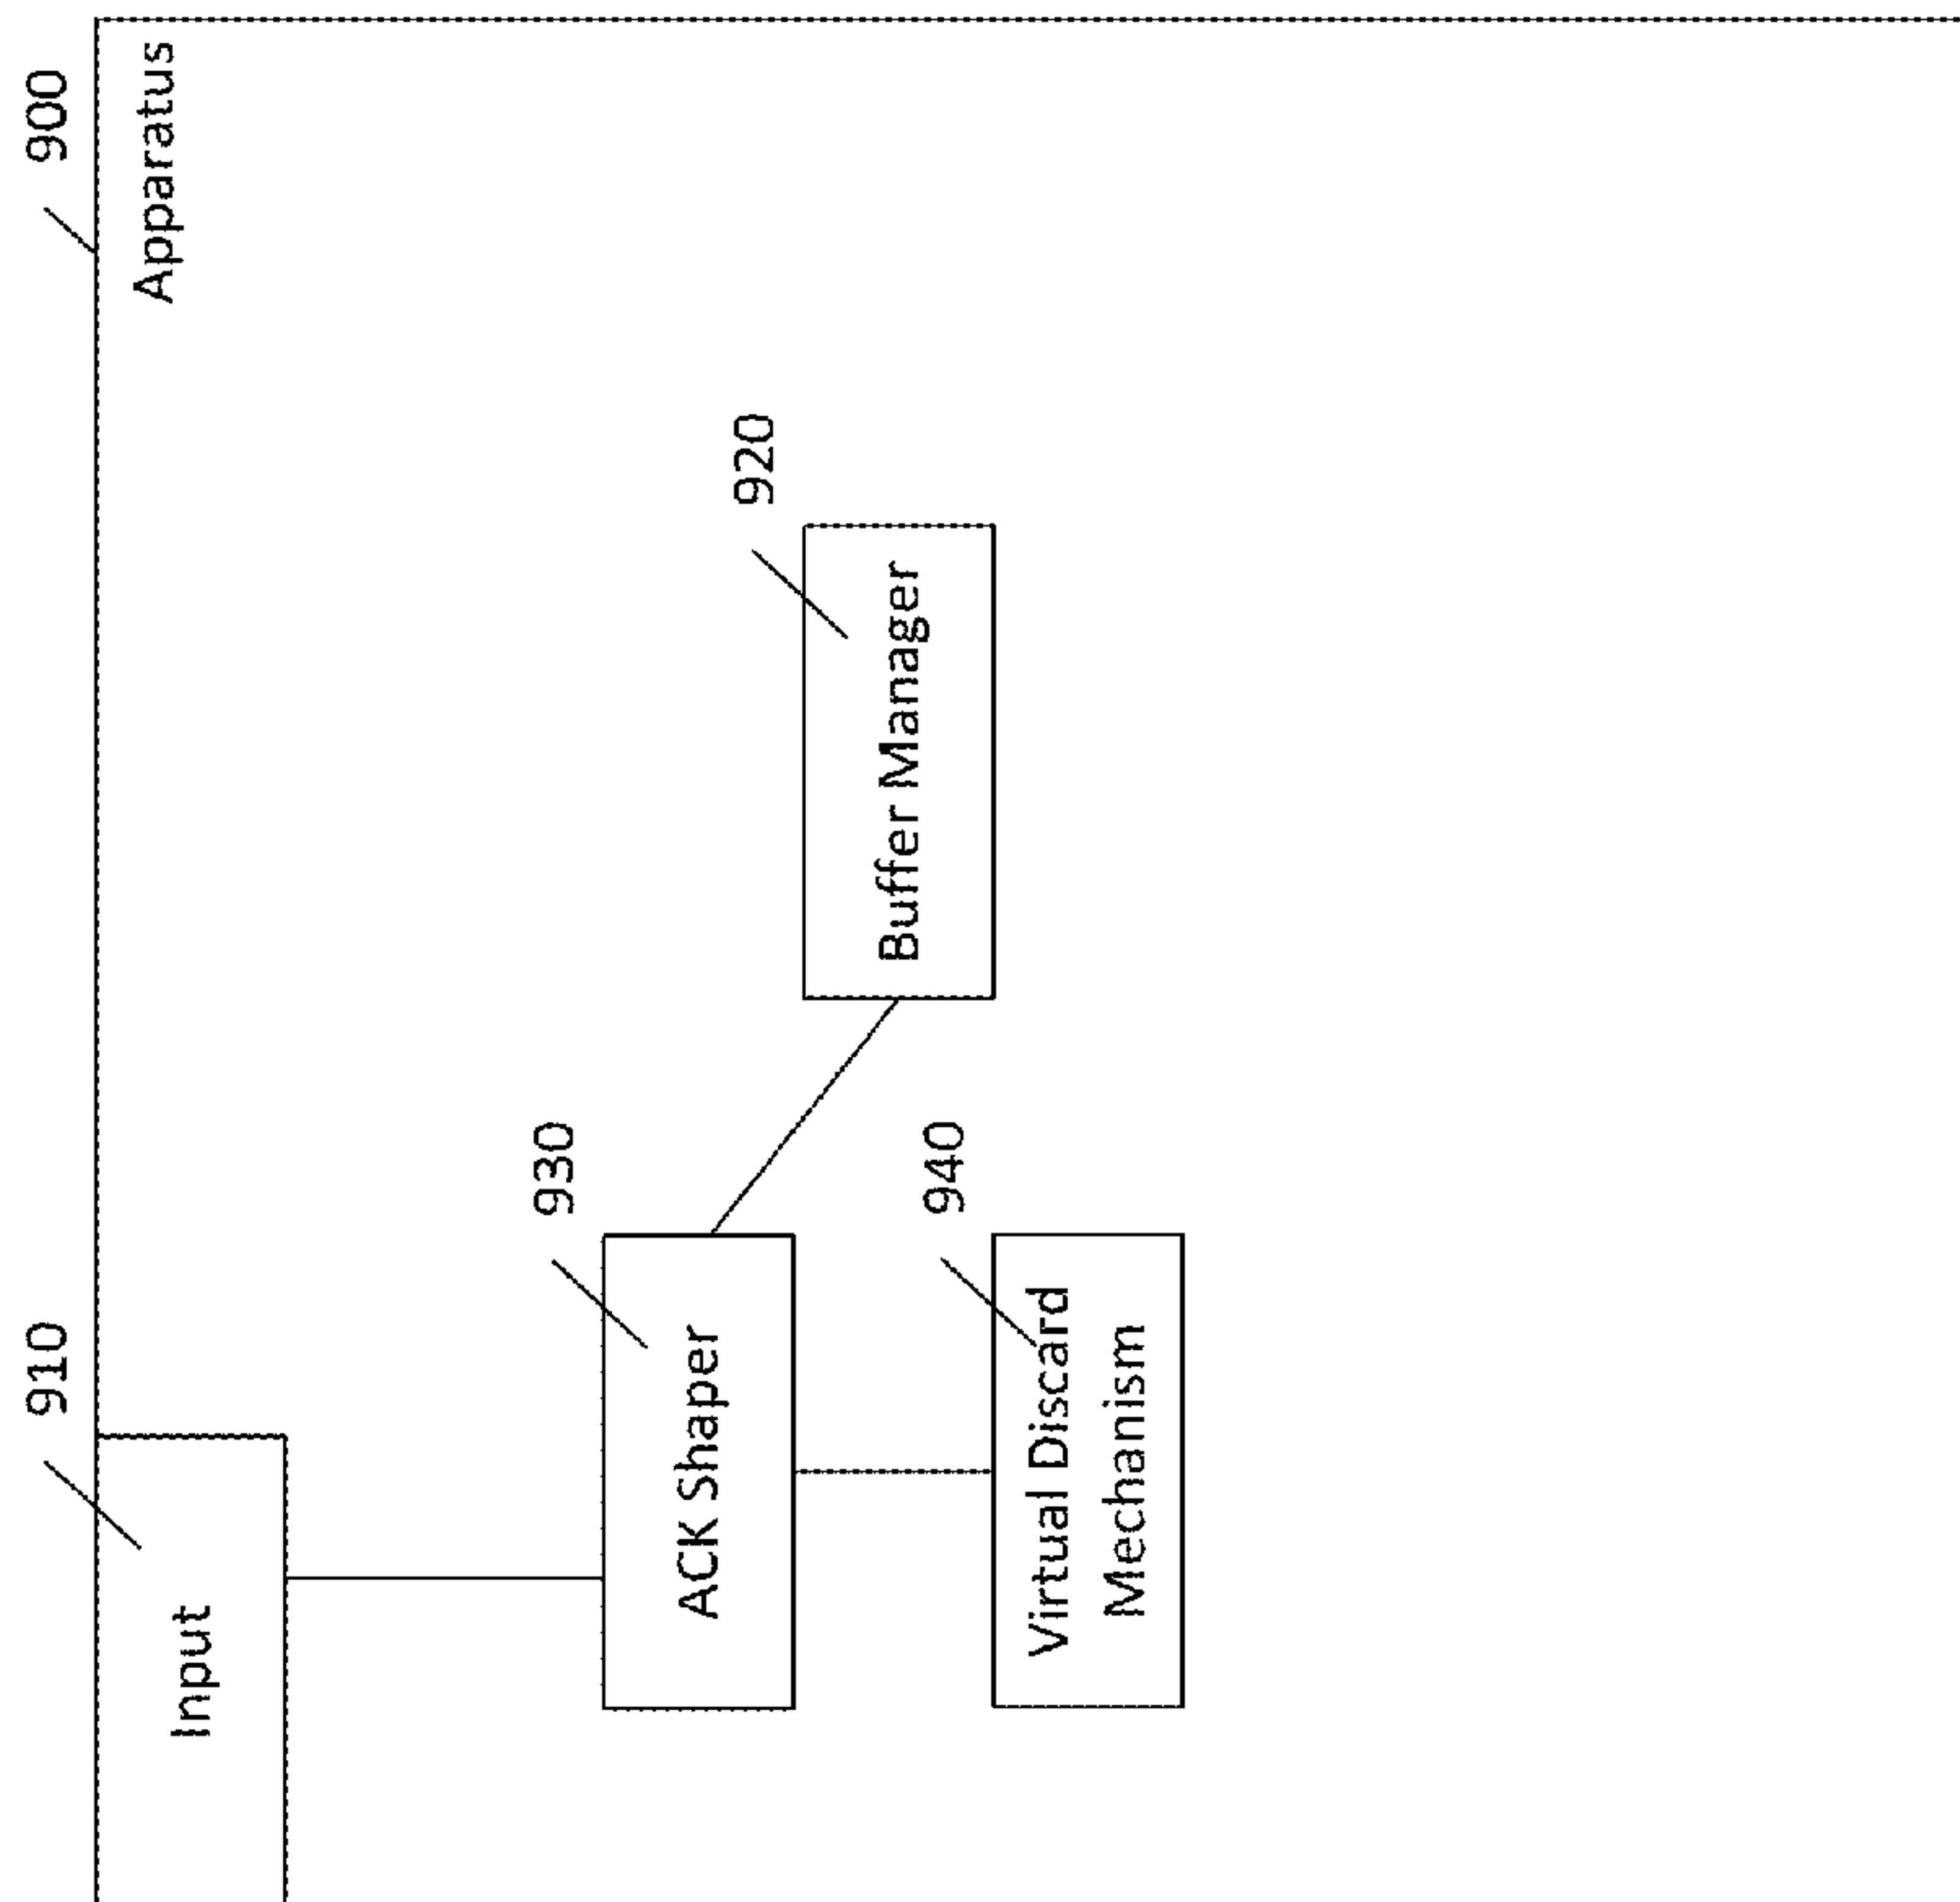 900
Apparatus
910
Input
930
ACK Shaper
920
Buffer Manager
940
Virtual Discard
Mechanism